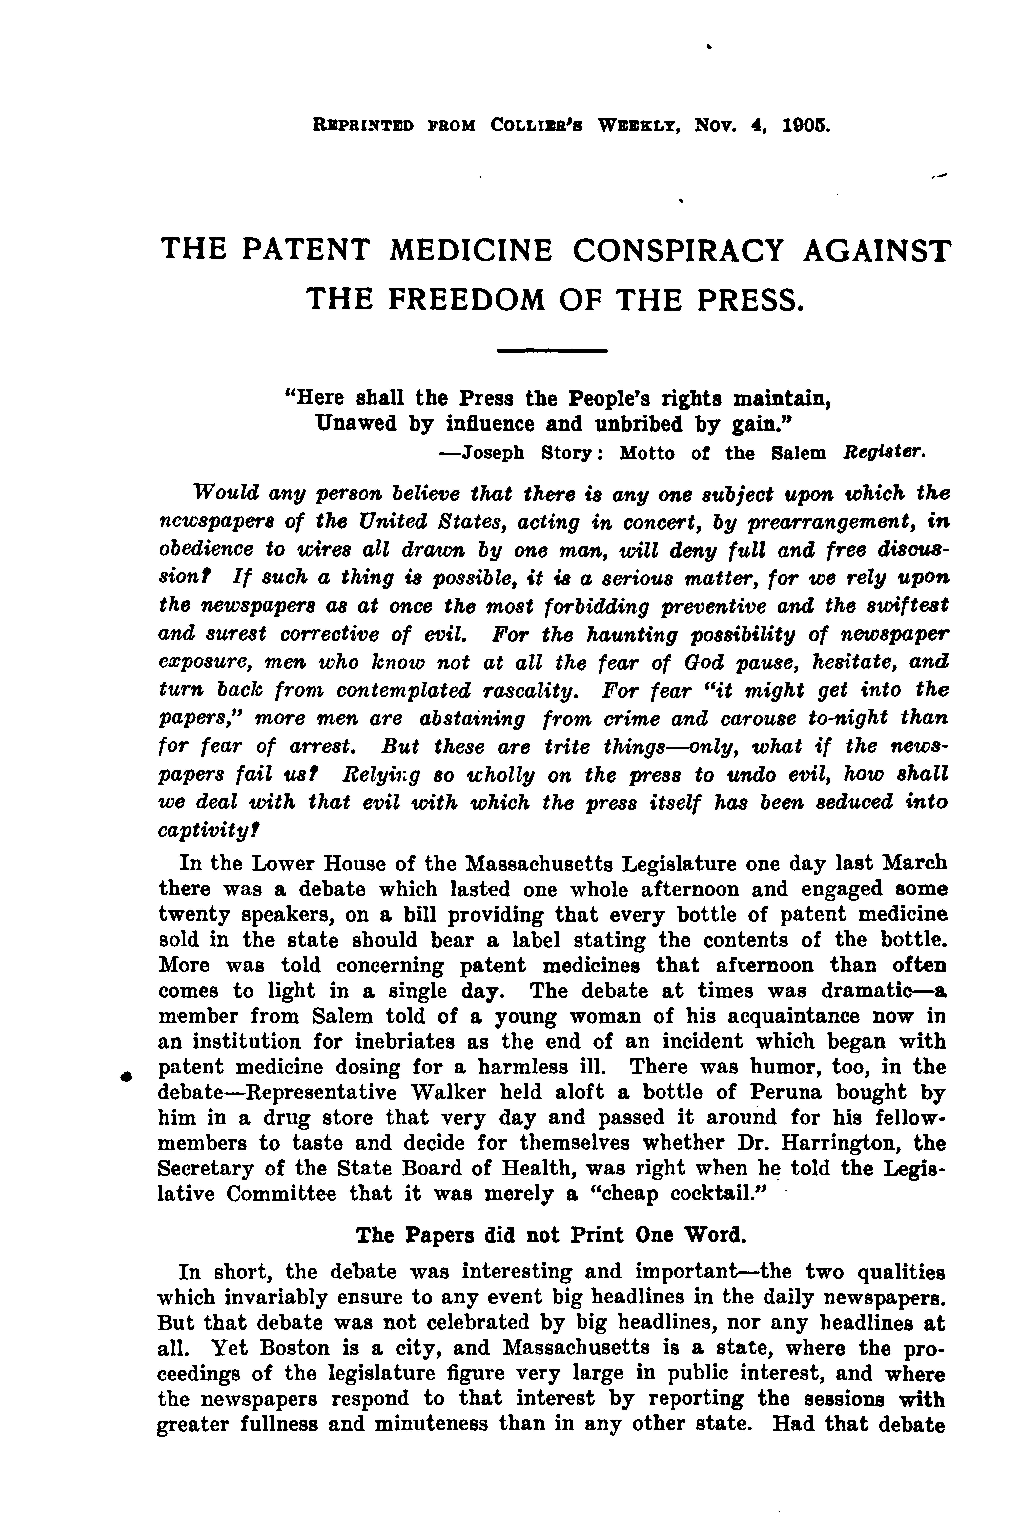 REPRINTED FROM COLLIER'S WEEKLY, NOV. 4, 1905.
THE PATENT MEDICINE CONSPIRACY AGAINST
THE FREEDOM OF THE PRESS.
"Here shall the Press the People's rights maintain,
Unawed by influence and unbribed by gain."
—Joseph Story: Motto of the Salem Register.
Would any person believe that there is any one subject upon which the
newspapers of the United States, acting in concert, by prearrangement, in
obedience to wires all drawn by one man, will deny full and free discus-
sion? If such a thing is possible, it is a serious matter, for we rely upon
the newspapers as at once the most forbidding preventive and the swiftest
and surest corrective of evil. For the haunting possibility of newspaper
exposure, men who know not at all the fear of God pause, hesitate, and
turn back from contemplated rascality. For fear "it might get into the
papers," more men are abstaining from crime and carouse to-night than
for fear of arrest. But these are trite things—only, what if the news-
papers fail us? Relying so wholly on the press to undo evil, how shall
we deal with that evil with which the press itself has been seduced into
captivity?
In the Lower House of the Massachusetts Legislature one day last March
there was a debate which lasted one whole afternoon and engaged some
twenty speakers, on a bill providing that every bottle of patent medicine
sold in the state should bear a label stating the contents of the bottle.
More was told concerning patent medicines that afternoon than often
comes to light in a single day. The debate at times was dramatic—a
member from Salem told of a young woman of his acquaintance now in
an institution for inebriates as the end of an incident which began with
patent medicine dosing for a harmless ill. There was humor, too, in the
debate—Representative Walker held aloft a bottle of Peruna bought by
him in a drug store that very day and passed it around for his fellow-
members to taste and decide for themselves whether Dr. Harrington, the
Secretary of the State Board of Health, was right when he told the Legis-
lative Committee that it was merely a "cheap cocktail."
The Papers did not Print One Word.
In short, the debate was interesting and important—the two qualities
which invariably ensure to any event big headlines in the daily newspapers.
But that debate was not celebrated by big headlines, nor any headlines at
all. Yet Boston is a city, and Massachusetts is a state, where the pro-
ceedings of the legislature figure very large in public interest, and where
the newspapers respond to that interest by reporting the sessions with
greater fullness and minuteness than in any other state. Had that debate